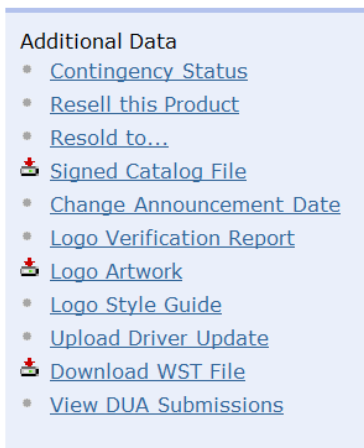 Additional Data
Contingency Status
Resell this Product
Resold to...
Signed Catalog File
Change Announcement Date
Logo Verification Report
Logo Artwork
Logo Style Guide
Upload Driver Update
Download WST File
View DUA Submissions